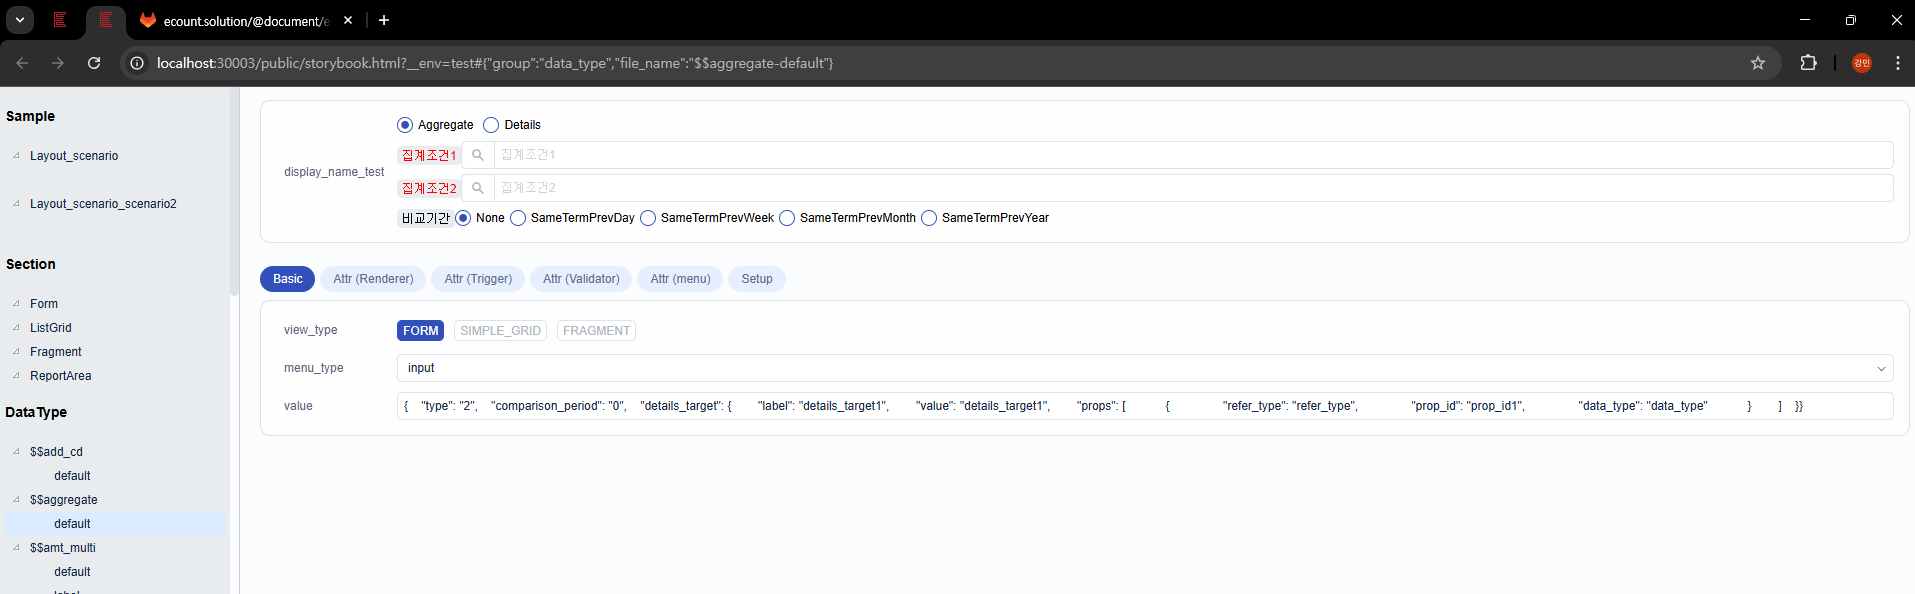 ecount.solution/@document/e
localhost:30003/public/storybook.html?__env=test#{"group":"data_type","file_name":"$$aggregate-default"}
강민
Sample
Layout_scenario
Layout_scenario_scenario2
Section
Form
ListGrid
Fragment
ReportArea
DataType
$$add_cd
default
$$aggregate
default
$$amt_multi
default
display_name_test
Aggregate Details
집계조건1 집계조건1
집계조건2 집계조건2
비교기간 None SameTermPrevDay SameTermPrevWeek SameTermPrevMonth SameTermPrevYear
Basic Attr (Renderer) Attr (Trigger) Attr (Validator) Attr (menu) Setup
view_type FORM SIMPLE_GRID FRAGMENT
menu_type input
value { "type": "2", "comparison_period": "0", "details_target": { "label": "details_target1", "value": "details_target1", "props": [ { "refer_type": "refer_type", "prop_id": "prop_id1", "data_type": "data_type" } ] }}